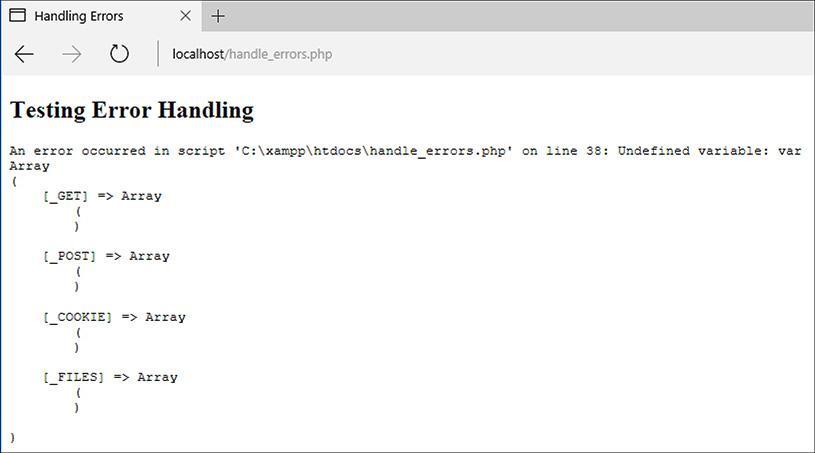 Handling Errors
localhost/handle_errors.php
Testing Error Handling
An error occurred in script 'C:\xampp\htdocs\handle_errors.php' on line 38: Undefined variable: var
Array
(
    [_GET] => Array
        (
        )

    [_POST] => Array
        (
        )

    [_COOKIE] => Array
        (
        )

    [_FILES] => Array
        (
        )

)